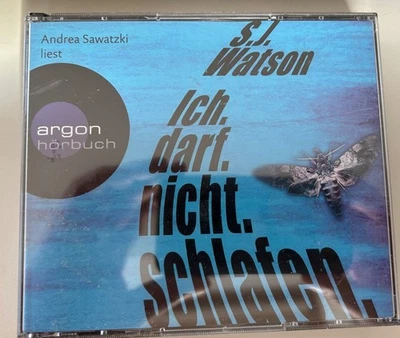 Andrea Sawatzki
liest
S.J.
Watson
argon
hörbuch
Ich.
darf.
nicht.
schlafen.